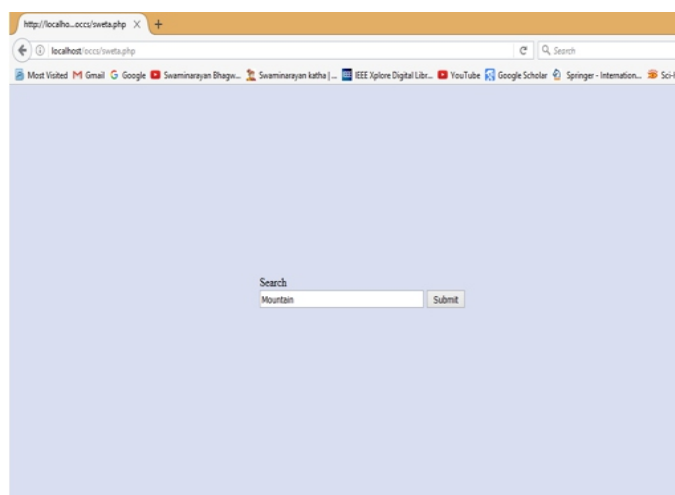 http://localho...occs/sweta.php × +
localhost/occs/sweta.php Search
Most Visited Gmail Google Swaminarayan Bhagw... Swaminarayan katha | ... IEEE Xplore Digital Libr... YouTube Google Scholar Springer - Internation... Sci-
Search
Mountain Submit